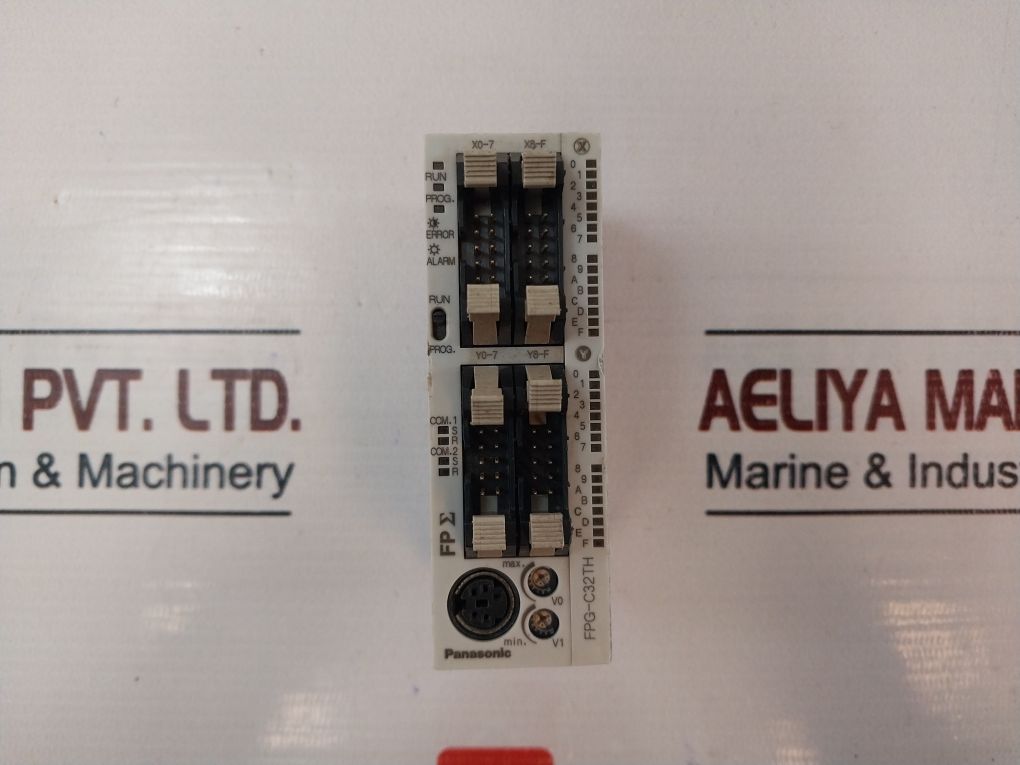 X0-7 X8-F Ⓧ
RUN
PROG.
ERROR
ALARM
RUN
PROG.
0
1
2
3
4
5
6
7
8
9
A
B
C
D
E
F
Y0-7 Y8-F Ⓨ
0
1
2
3
4
5
6
7
8
9
A
B
C
D
E
F
COM.1
S
R
COM.2
S
R
FPΣ
max.
V0
min. V1
Panasonic
FPG-C32TH
PVT. LTD.
& Machinery
AELIYA MA
Marine & Indus